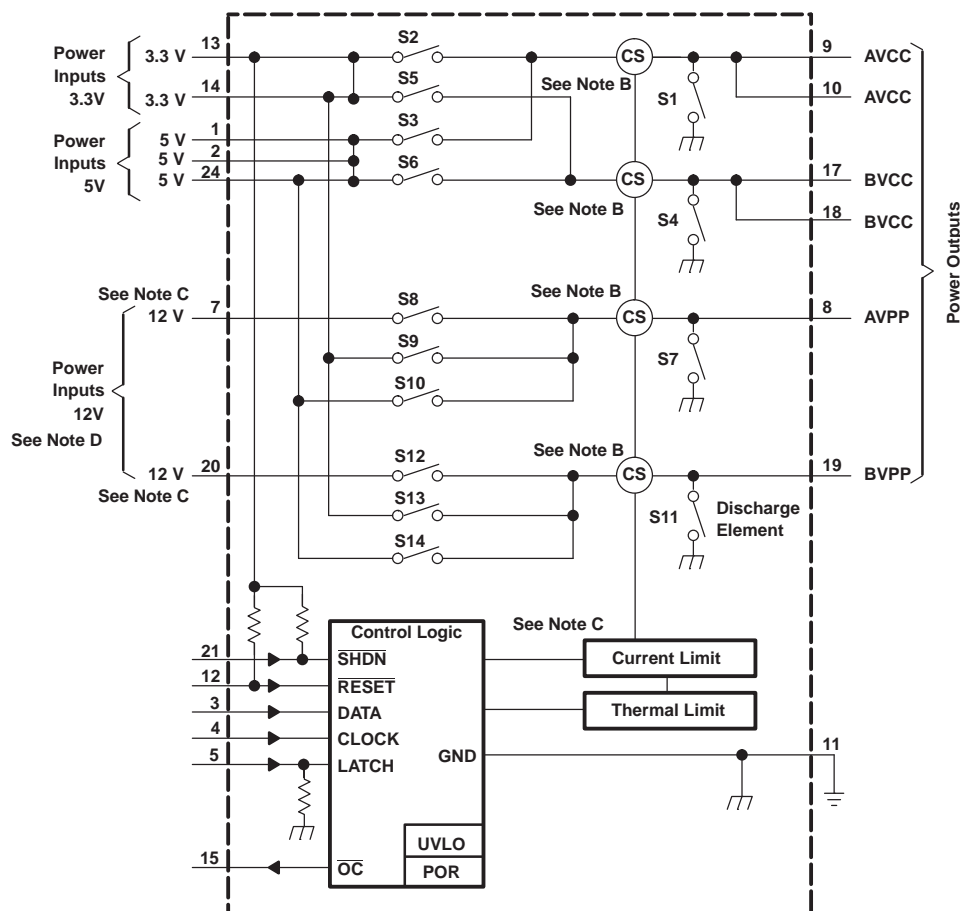 Power
Inputs
3.3V
3.3 V
13
3.3 V
14
Power
Inputs
5V
5 V
1
5 V
2
5 V
24
S2
S5
S3
S6
CS
See Note B
S1
CS
See Note B
S4
9
AVCC
10
AVCC
17
BVCC
18
BVCC
Power Outputs
See Note C
12 V
7
Power
Inputs
12V
See Note D
12 V
20
See Note C
S8
S9
S10
See Note B
CS
S7
8
AVPP
S12
S13
S14
See Note B
CS
S11
Discharge
Element
19
BVPP
Control Logic
See Note C
21
SHDN
Current Limit
12
RESET
3
DATA
Thermal Limit
4
CLOCK
5
LATCH
GND
11
UVLO
15
OC
POR